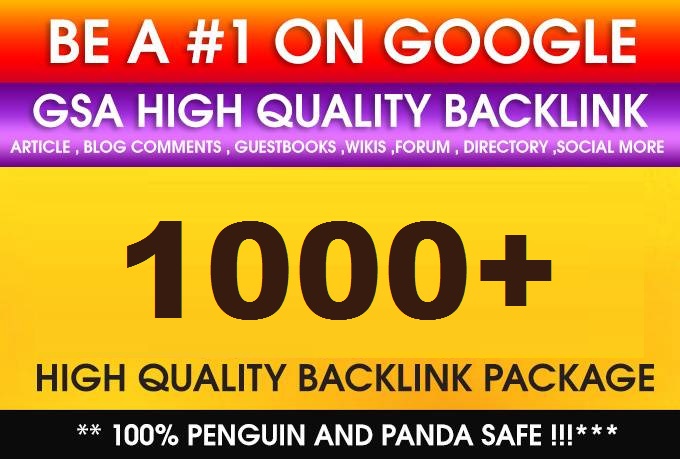 BE A #1 ON GOOGLE
GSA HIGH QUALITY BACKLINK
ARTICLE , BLOG COMMENTS , GUESTBOOKS ,WIKIS ,FORUM , DIRECTORY ,SOCIAL MORE
1000+
HIGH QUALITY BACKLINK PACKAGE
** 100% PENGUIN AND PANDA SAFE !!!***